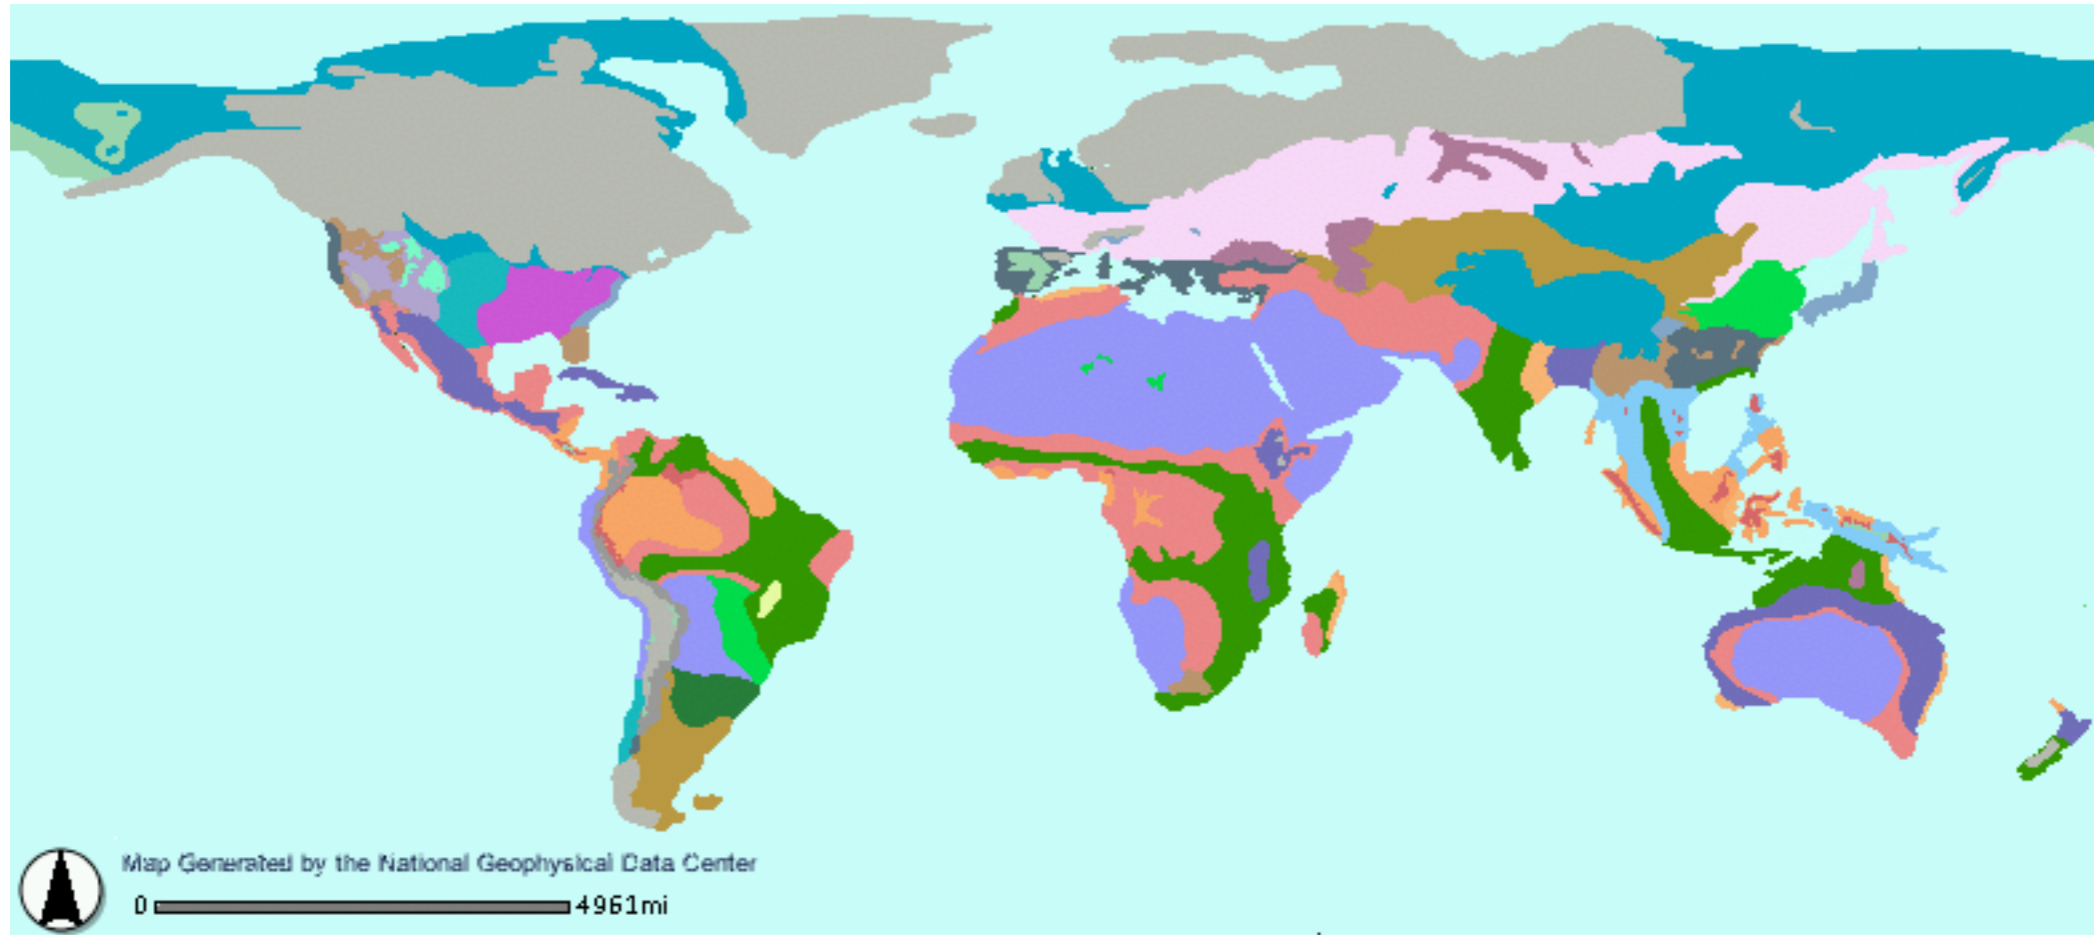 Map Generated by the National Geophysical Data Center
0 4961mi